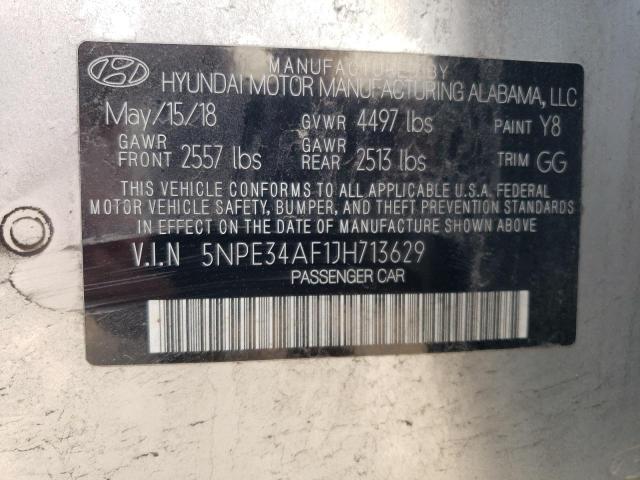 MANUFACTURED BY
HYUNDAI MOTOR MANUFACTURING ALABAMA, LLC
May/15/18 GVWR 4497 lbs PAINT Y8
GAWR FRONT 2557 lbs GAWR REAR 2513 lbs TRIM GG
THIS VEHICLE CONFORMS TO ALL APPLICABLE U.S.A. FEDERAL
MOTOR VEHICLE SAFETY, BUMPER, AND THEFT PREVENTION STANDARDS
IN EFFECT ON THE DATE OF MANUFACTURE SHOWN ABOVE.
V.I.N 5NPE34AF1JH713629
PASSENGER CAR